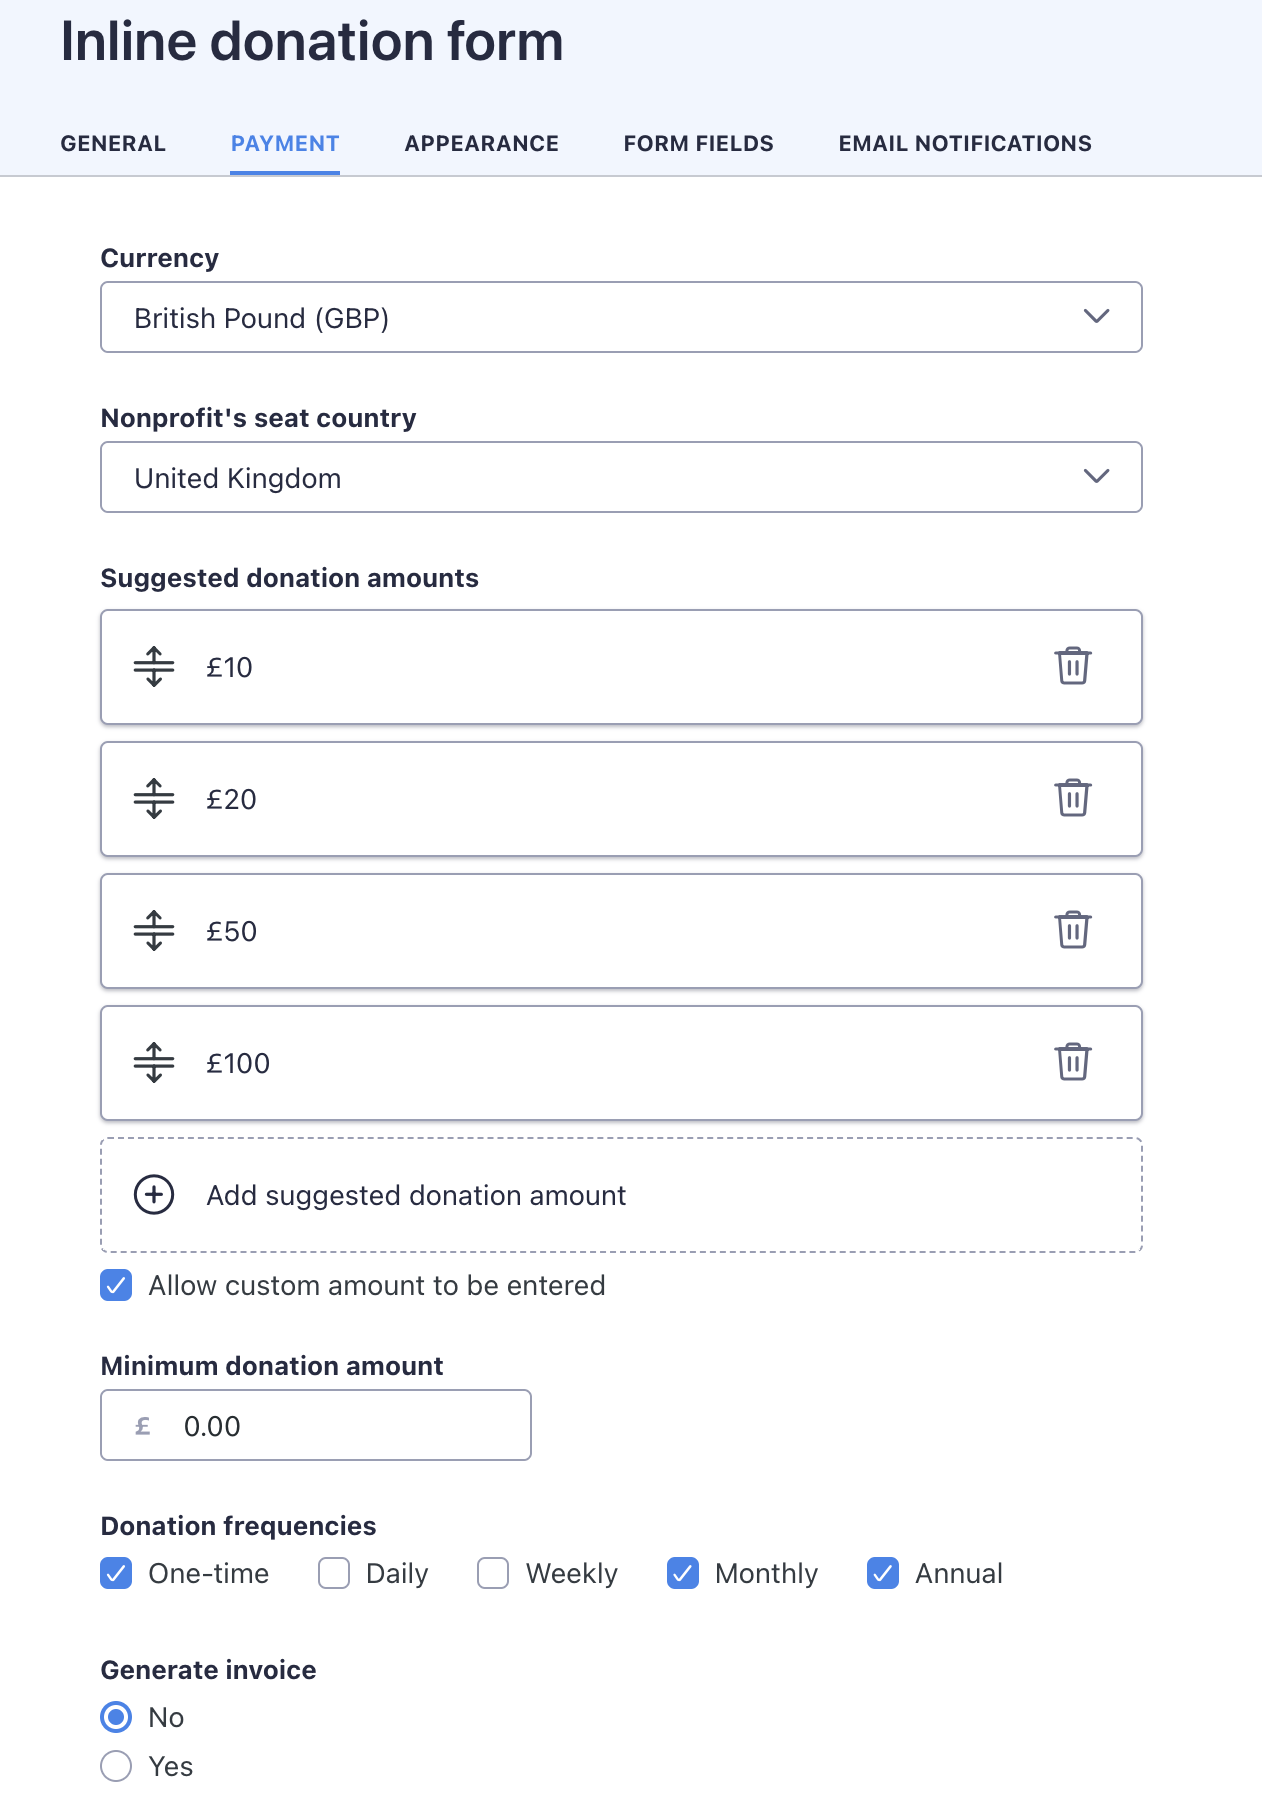 Inline donation form
GENERAL PAYMENT APPEARANCE FORM FIELDS EMAIL NOTIFICATIONS
Currency
British Pound (GBP)
Nonprofit's seat country
United Kingdom
Suggested donation amounts
£10
£20
£50
£100
Add suggested donation amount
Allow custom amount to be entered
Minimum donation amount
£ 0.00
Donation frequencies
One-time Daily Weekly Monthly Annual
Generate invoice
No
Yes